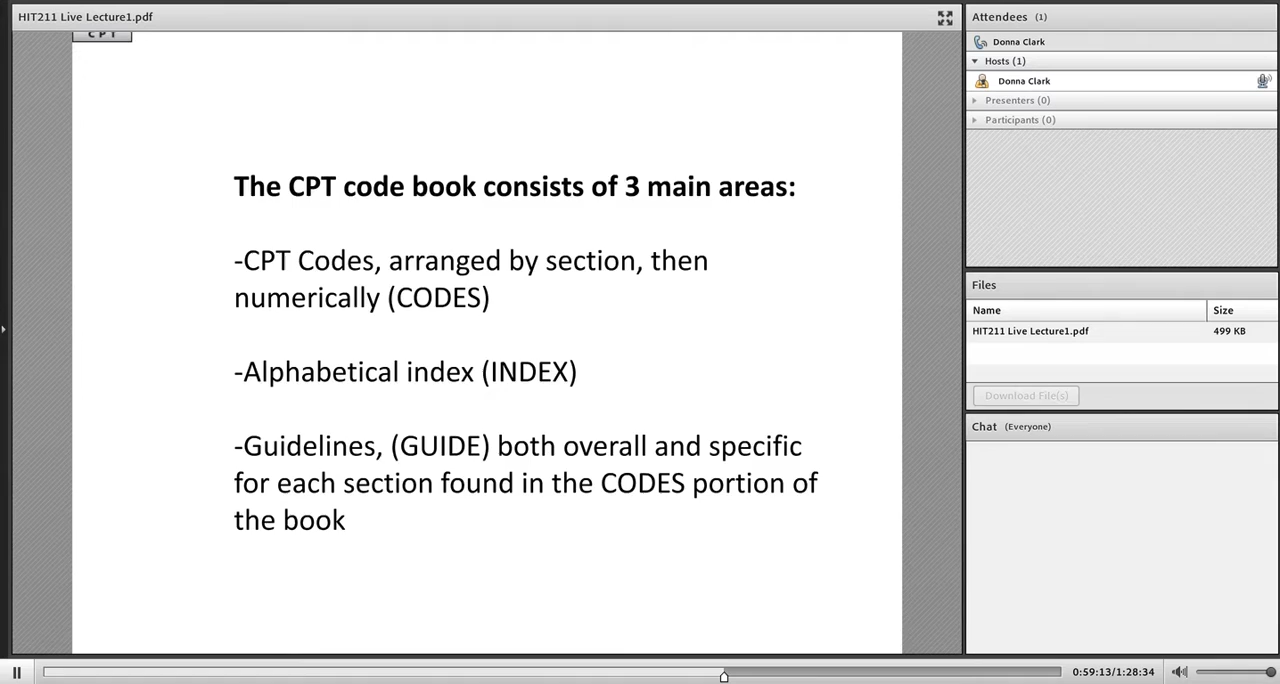 HIT211 Live Lecture1.pdf
CPT
The CPT code book consists of 3 main areas:
-CPT Codes, arranged by section, then
numerically (CODES)
-Alphabetical index (INDEX)
-Guidelines, (GUIDE) both overall and specific
for each section found in the CODES portion of
the book
Attendees (1)
Donna Clark
Hosts (1)
Donna Clark
Presenters (0)
Participants (0)
Files
Name Size
HIT211 Live Lecture1.pdf 499 KB
Download File(s)
Chat (Everyone)
0:59:13/1:28:34